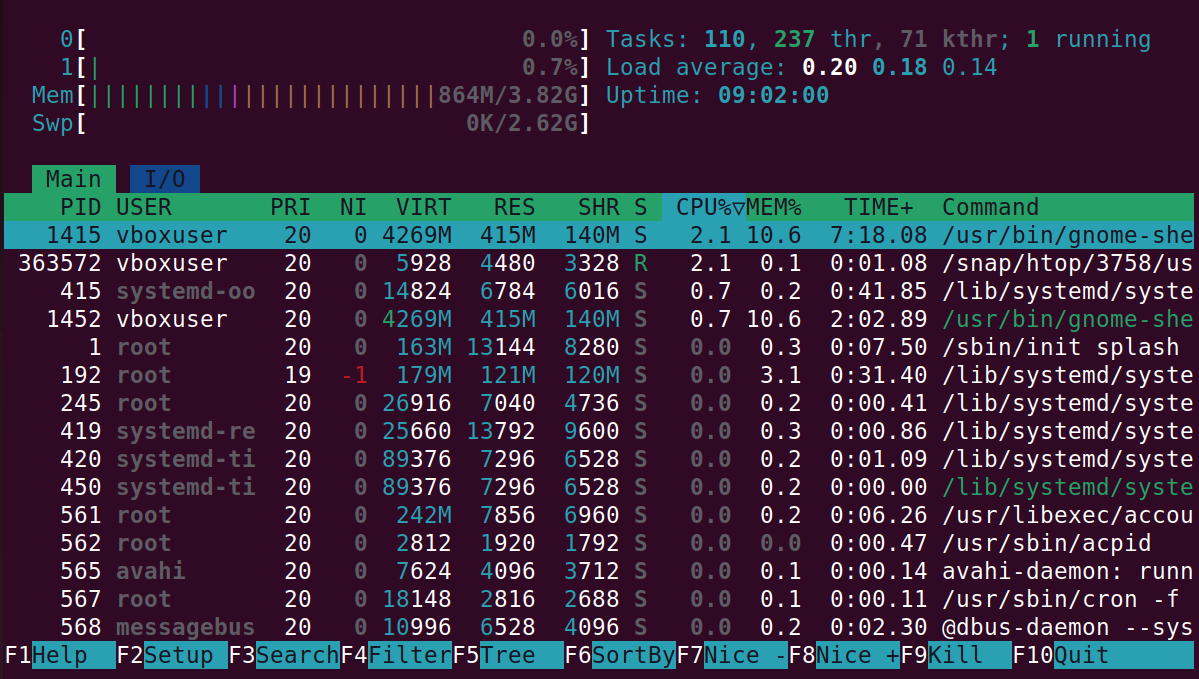 0[ 0.0%] Tasks: 110, 237 thr, 71 kthr; 1 running
1[| 0.7%] Load average: 0.20 0.18 0.14
Mem[|||||||||||||||||||||||||864M/3.82G] Uptime: 09:02:00
Swp[ 0K/2.62G]
Main I/O
PID USER PRI NI VIRT RES SHR S CPU%▽MEM% TIME+ Command
1415 vboxuser 20 0 4269M 415M 140M S 2.1 10.6 7:18.08 /usr/bin/gnome-she
363572 vboxuser 20 0 5928 4480 3328 R 2.1 0.1 0:01.08 /snap/htop/3758/us
415 systemd-oo 20 0 14824 6784 6016 S 0.7 0.2 0:41.85 /lib/systemd/syste
1452 vboxuser 20 0 4269M 415M 140M S 0.7 10.6 2:02.89 /usr/bin/gnome-she
1 root 20 0 163M 13144 8280 S 0.0 0.3 0:07.50 /sbin/init splash
192 root 19 -1 179M 121M 120M S 0.0 3.1 0:31.40 /lib/systemd/syste
245 root 20 0 26916 7040 4736 S 0.0 0.2 0:00.41 /lib/systemd/syste
419 systemd-re 20 0 25660 13792 9600 S 0.0 0.3 0:00.86 /lib/systemd/syste
420 systemd-ti 20 0 89376 7296 6528 S 0.0 0.2 0:01.09 /lib/systemd/syste
450 systemd-ti 20 0 89376 7296 6528 S 0.0 0.2 0:00.00 /lib/systemd/syste
561 root 20 0 242M 7856 6960 S 0.0 0.2 0:06.26 /usr/libexec/accou
562 root 20 0 2812 1920 1792 S 0.0 0.0 0:00.47 /usr/sbin/acpid
565 avahi 20 0 7624 4096 3712 S 0.0 0.1 0:00.14 avahi-daemon: runn
567 root 20 0 18148 2816 2688 S 0.0 0.1 0:00.11 /usr/sbin/cron -f
568 messagebus 20 0 10996 6528 4096 S 0.0 0.2 0:02.30 @dbus-daemon --sys
F1Help F2Setup F3SearchF4FilterF5Tree F6SortByF7Nice -F8Nice +F9Kill F10Quit